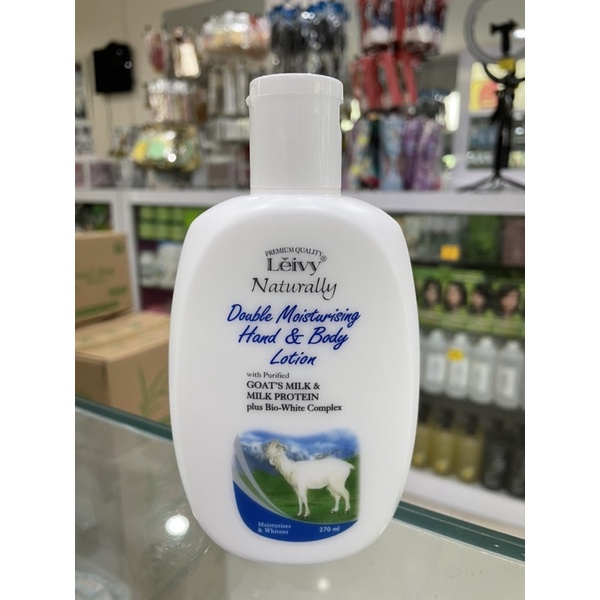 PREMIUM QUALITY
Lěivy®
Naturally
Double Moisturising
Hand & Body
Lotion
with Purified
GOAT'S MILK &
MILK PROTEIN
plus Bio-White Complex
Moisturises
& Whitens
270 ml